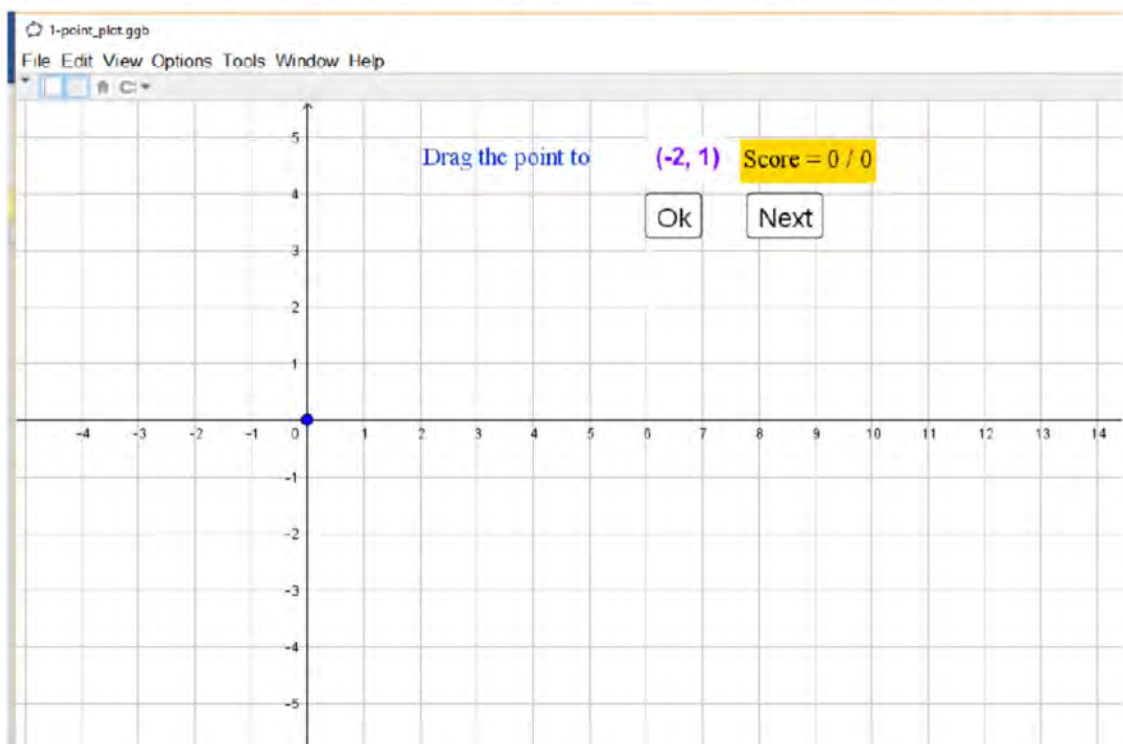 1-point_plot.ggb
File Edit View Options Tools Window Help
Drag the point to (-2, 1) Score = 0 / 0
Ok Next
5
4
3
2
1
-4 -3 -2 -1 0 1 2 3 4 5 6 7 8 9 10 11 12 13 14
-1
-2
-3
-4
-5